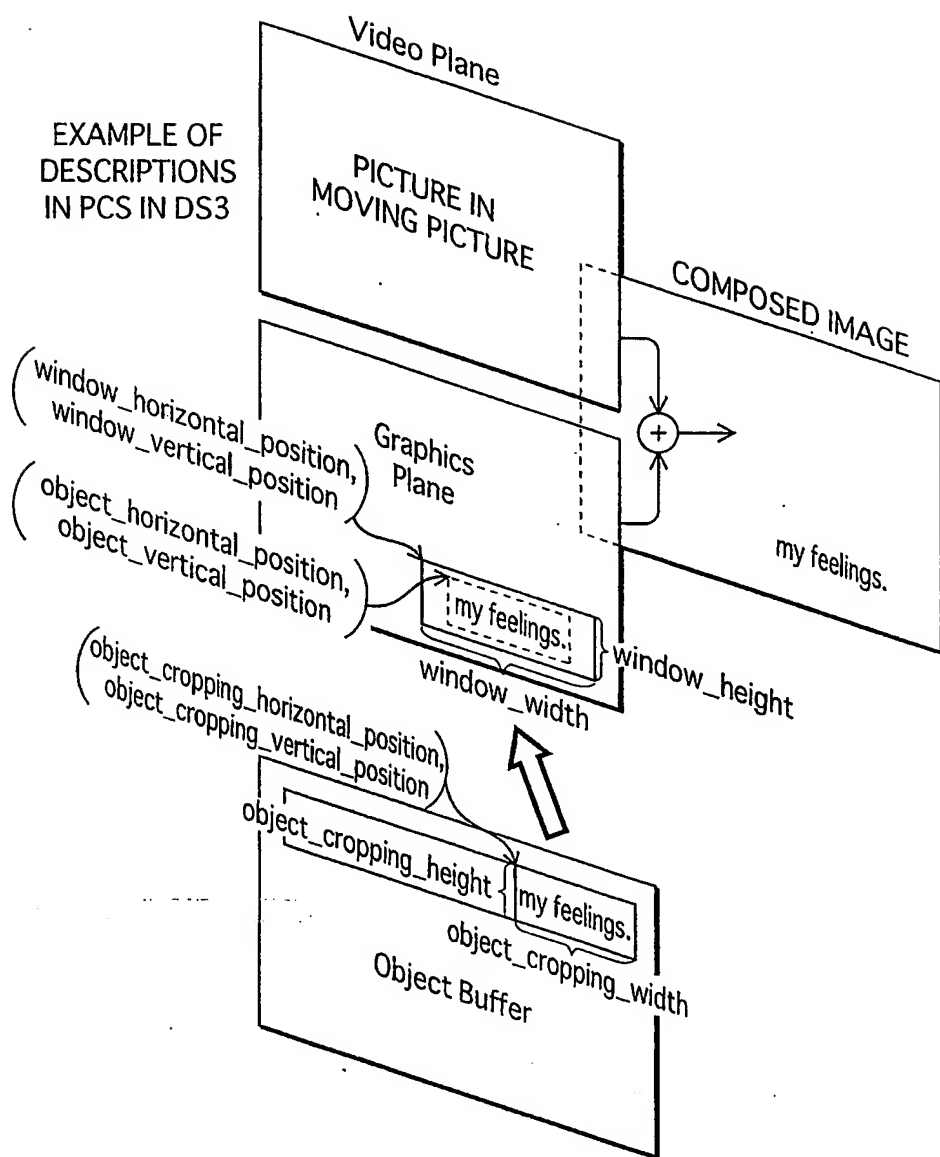 Video Plane
EXAMPLE OF
DESCRIPTIONS
IN PCS IN DS3
PICTURE IN
MOVING PICTURE
COMPOSED IMAGE
(window_horizontal_position,
window_vertical_position)
Graphics
Plane
(object_horizontal_position,
object_vertical_position)
+
my feelings.
my feelings.
window_height
window_width
(object_cropping_horizontal_position,
object_cropping_vertical_position)
object_cropping_height
my feelings.
object_cropping_width
Object Buffer